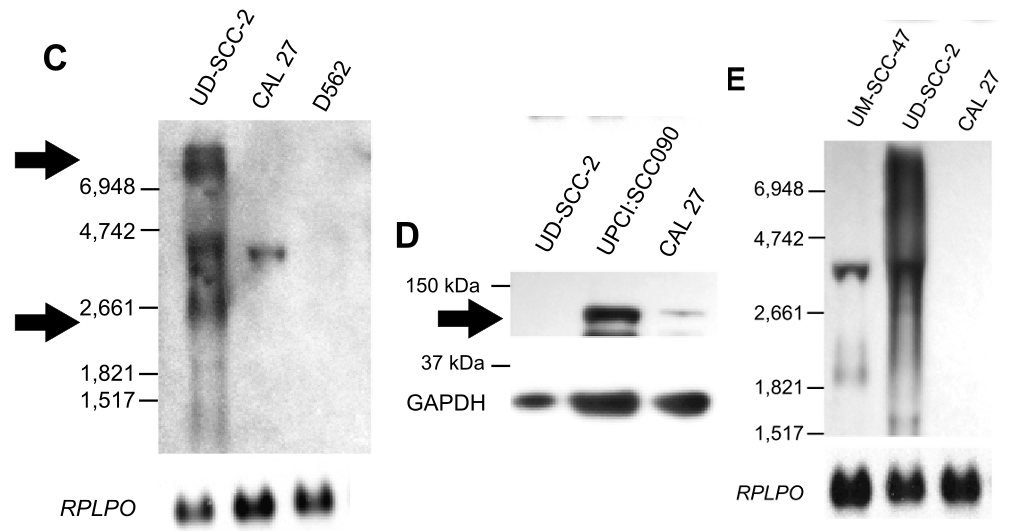 C
UD-SCC-2
CAL 27
D562
6,948
4,742
2,661
1,821
1,517
RPLPO
D
UD-SCC-2
UPCI:SCC090
CAL 27
150 kDa
37 kDa
GAPDH
E
UM-SCC-47
UD-SCC-2
CAL 27
6,948
4,742
2,661
1,821
1,517
RPLPO